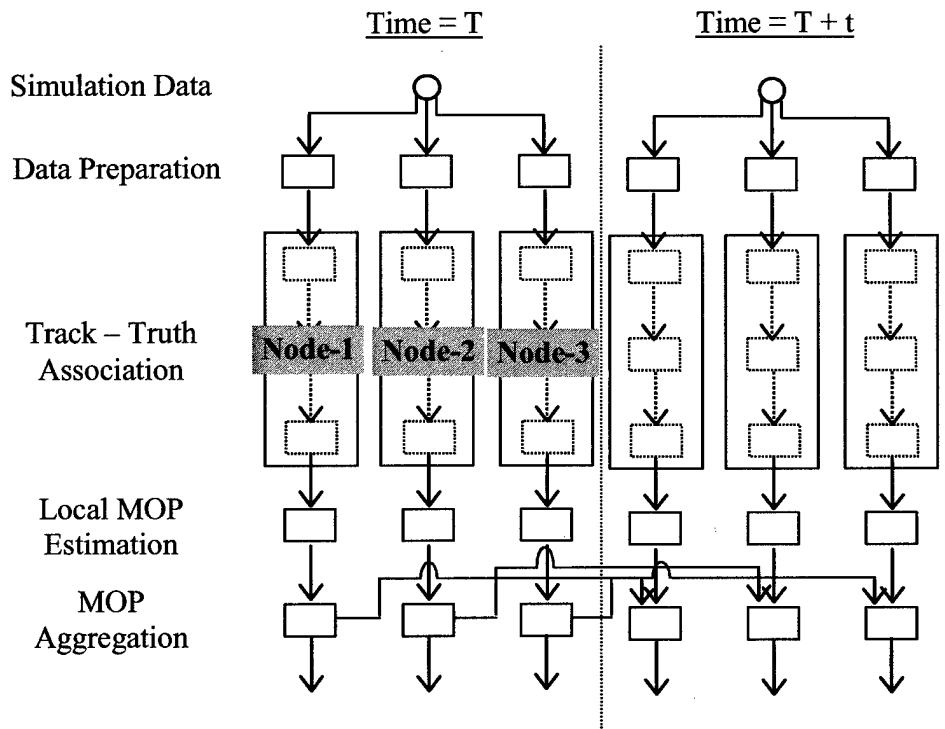 Time = T
Time = T + t
Simulation Data
Data Preparation
Track – Truth
Association
Node-1
Node-2
Node-3
Local MOP
Estimation
MOP
Aggregation